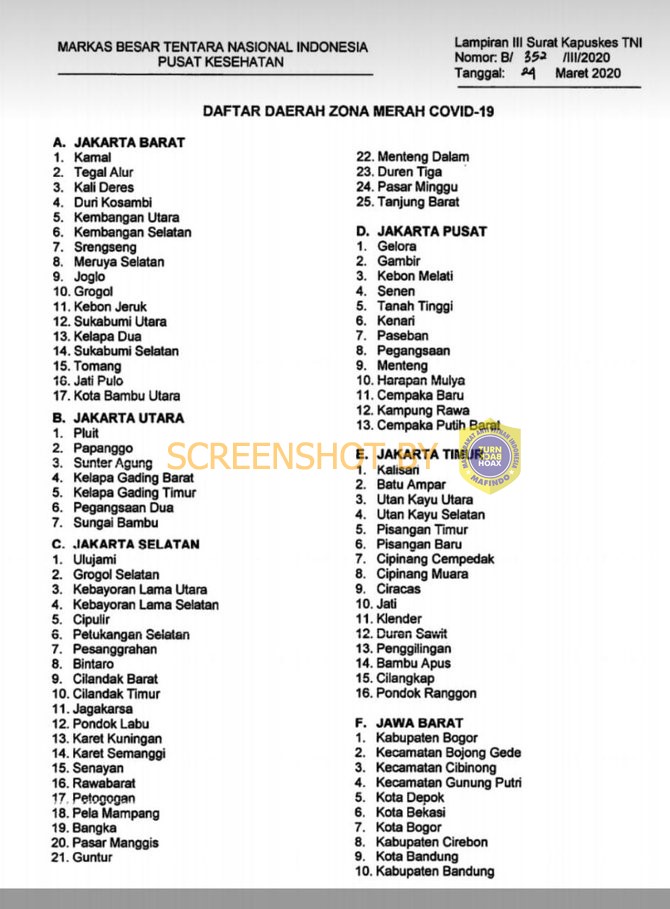 MARKAS BESAR TENTARA NASIONAL INDONESIA
PUSAT KESEHATAN
Lampiran III Surat Kapuskes TNI
Nomor: B/ 352 /III/2020
Tanggal: 29 Maret 2020
DAFTAR DAERAH ZONA MERAH COVID-19
A. JAKARTA BARAT
1. Kamal
2. Tegal Alur
3. Kali Deres
4. Duri Kosambi
5. Kembangan Utara
6. Kembangan Selatan
7. Srengseng
8. Meruya Selatan
9. Joglo
10. Grogol
11. Kebon Jeruk
12. Sukabumi Utara
13. Kelapa Dua
14. Sukabumi Selatan
15. Tomang
16. Jati Pulo
17. Kota Bambu Utara
B. JAKARTA UTARA
1. Pluit
2. Papanggo
3. Sunter Agung
4. Kelapa Gading Barat
5. Kelapa Gading Timur
6. Pegangsaan Dua
7. Sungai Bambu
C. JAKARTA SELATAN
1. Ulujami
2. Grogol Selatan
3. Kebayoran Lama Utara
4. Kebayoran Lama Selatan
5. Cipulir
6. Petukangan Selatan
7. Pesanggrahan
8. Bintaro
9. Cilandak Barat
10. Cilandak Timur
11. Jagakarsa
12. Pondok Labu
13. Karet Kuningan
14. Karet Semanggi
15. Senayan
16. Rawabarat
17. Petogogan
18. Pela Mampang
19. Bangka
20. Pasar Manggis
21. Guntur
22. Menteng Dalam
23. Duren Tiga
24. Pasar Minggu
25. Tanjung Barat
D. JAKARTA PUSAT
1. Gelora
2. Gambir
3. Kebon Melati
4. Senen
5. Tanah Tinggi
6. Kenari
7. Paseban
8. Pegangsaan
9. Menteng
10. Harapan Mulya
11. Cempaka Baru
12. Kampung Rawa
13. Cempaka Putih Barat
E. JAKARTA TIMUR
1. Kalisari
2. Batu Ampar
3. Utan Kayu Utara
4. Utan Kayu Selatan
5. Pisangan Timur
6. Pisangan Baru
7. Cipinang Cempedak
8. Cipinang Muara
9. Ciracas
10. Jati
11. Klender
12. Duren Sawit
13. Penggilingan
14. Bambu Apus
15. Cilangkap
16. Pondok Ranggon
F. JAWA BARAT
1. Kabupaten Bogor
2. Kecamatan Bojong Gede
3. Kecamatan Cibinong
4. Kecamatan Gunung Putri
5. Kota Depok
6. Kota Bekasi
7. Kota Bogor
8. Kabupaten Cirebon
9. Kota Bandung
10. Kabupaten Bandung
SCREENSHOT BY
MASYARAKAT ANTI FITNAH INDONESIA
TURN
BACK
HOAX
MAFINDO